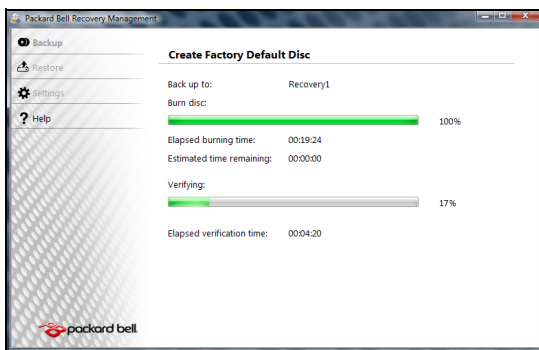 Packard Bell Recovery Management
Backup
Restore
Settings
? Help
Create Factory Default Disc
Back up to: Recovery1
Burn disc:
100%
Elapsed burning time: 00:19:24
Estimated time remaining: 00:00:00
Verifying:
17%
Elapsed verification time: 00:04:20
packard bell.